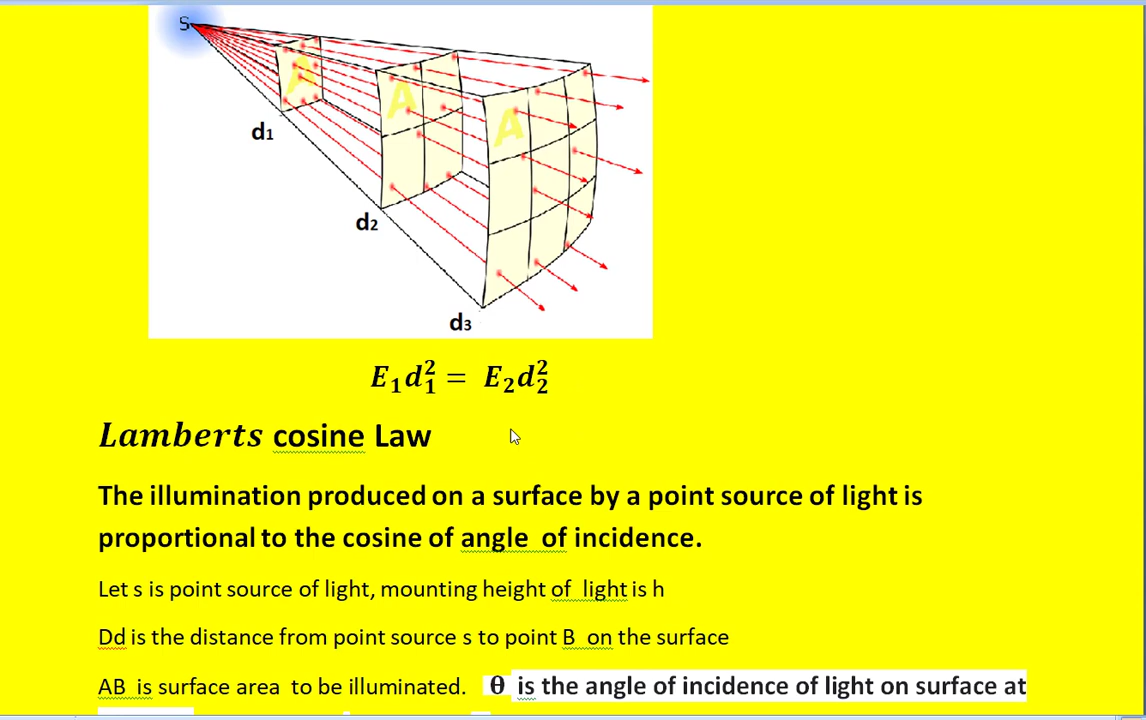 S
A A A
d1
d2
d3
E₁d₁² = E₂d₂²
Lamberts cosine Law
The illumination produced on a surface by a point source of light is
proportional to the cosine of angle of incidence.
Let s is point source of light, mounting height of light is h
Dd is the distance from point source s to point B on the surface
AB is surface area to be illuminated. θ is the angle of incidence of light on surface at